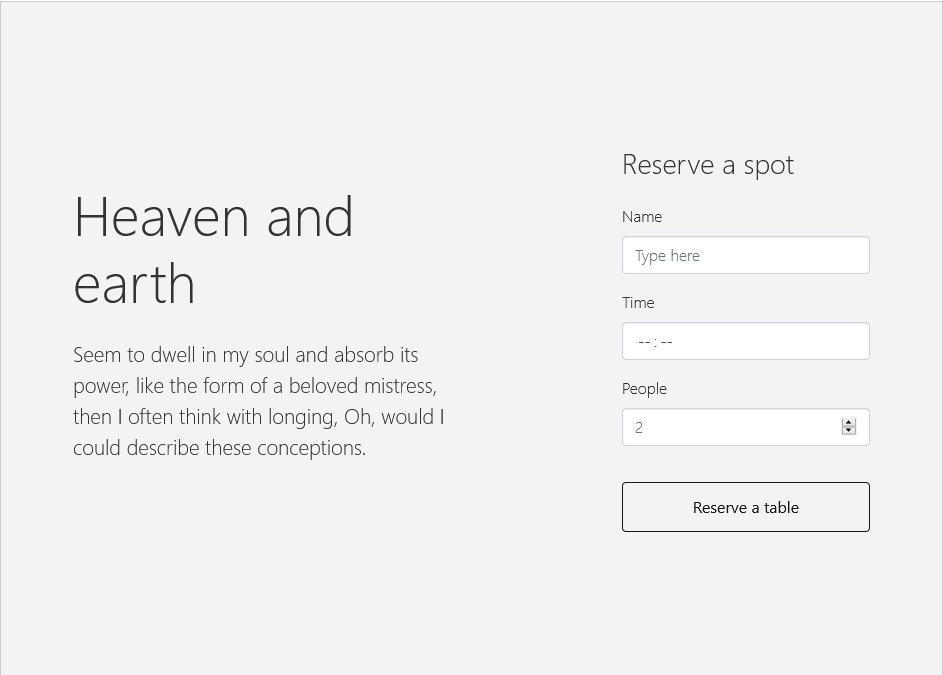 Heaven and
earth
Seem to dwell in my soul and absorb its
power, like the form of a beloved mistress,
then I often think with longing, Oh, would I
could describe these conceptions.
Reserve a spot
Name
Type here
Time
--:--
People
2
Reserve a table